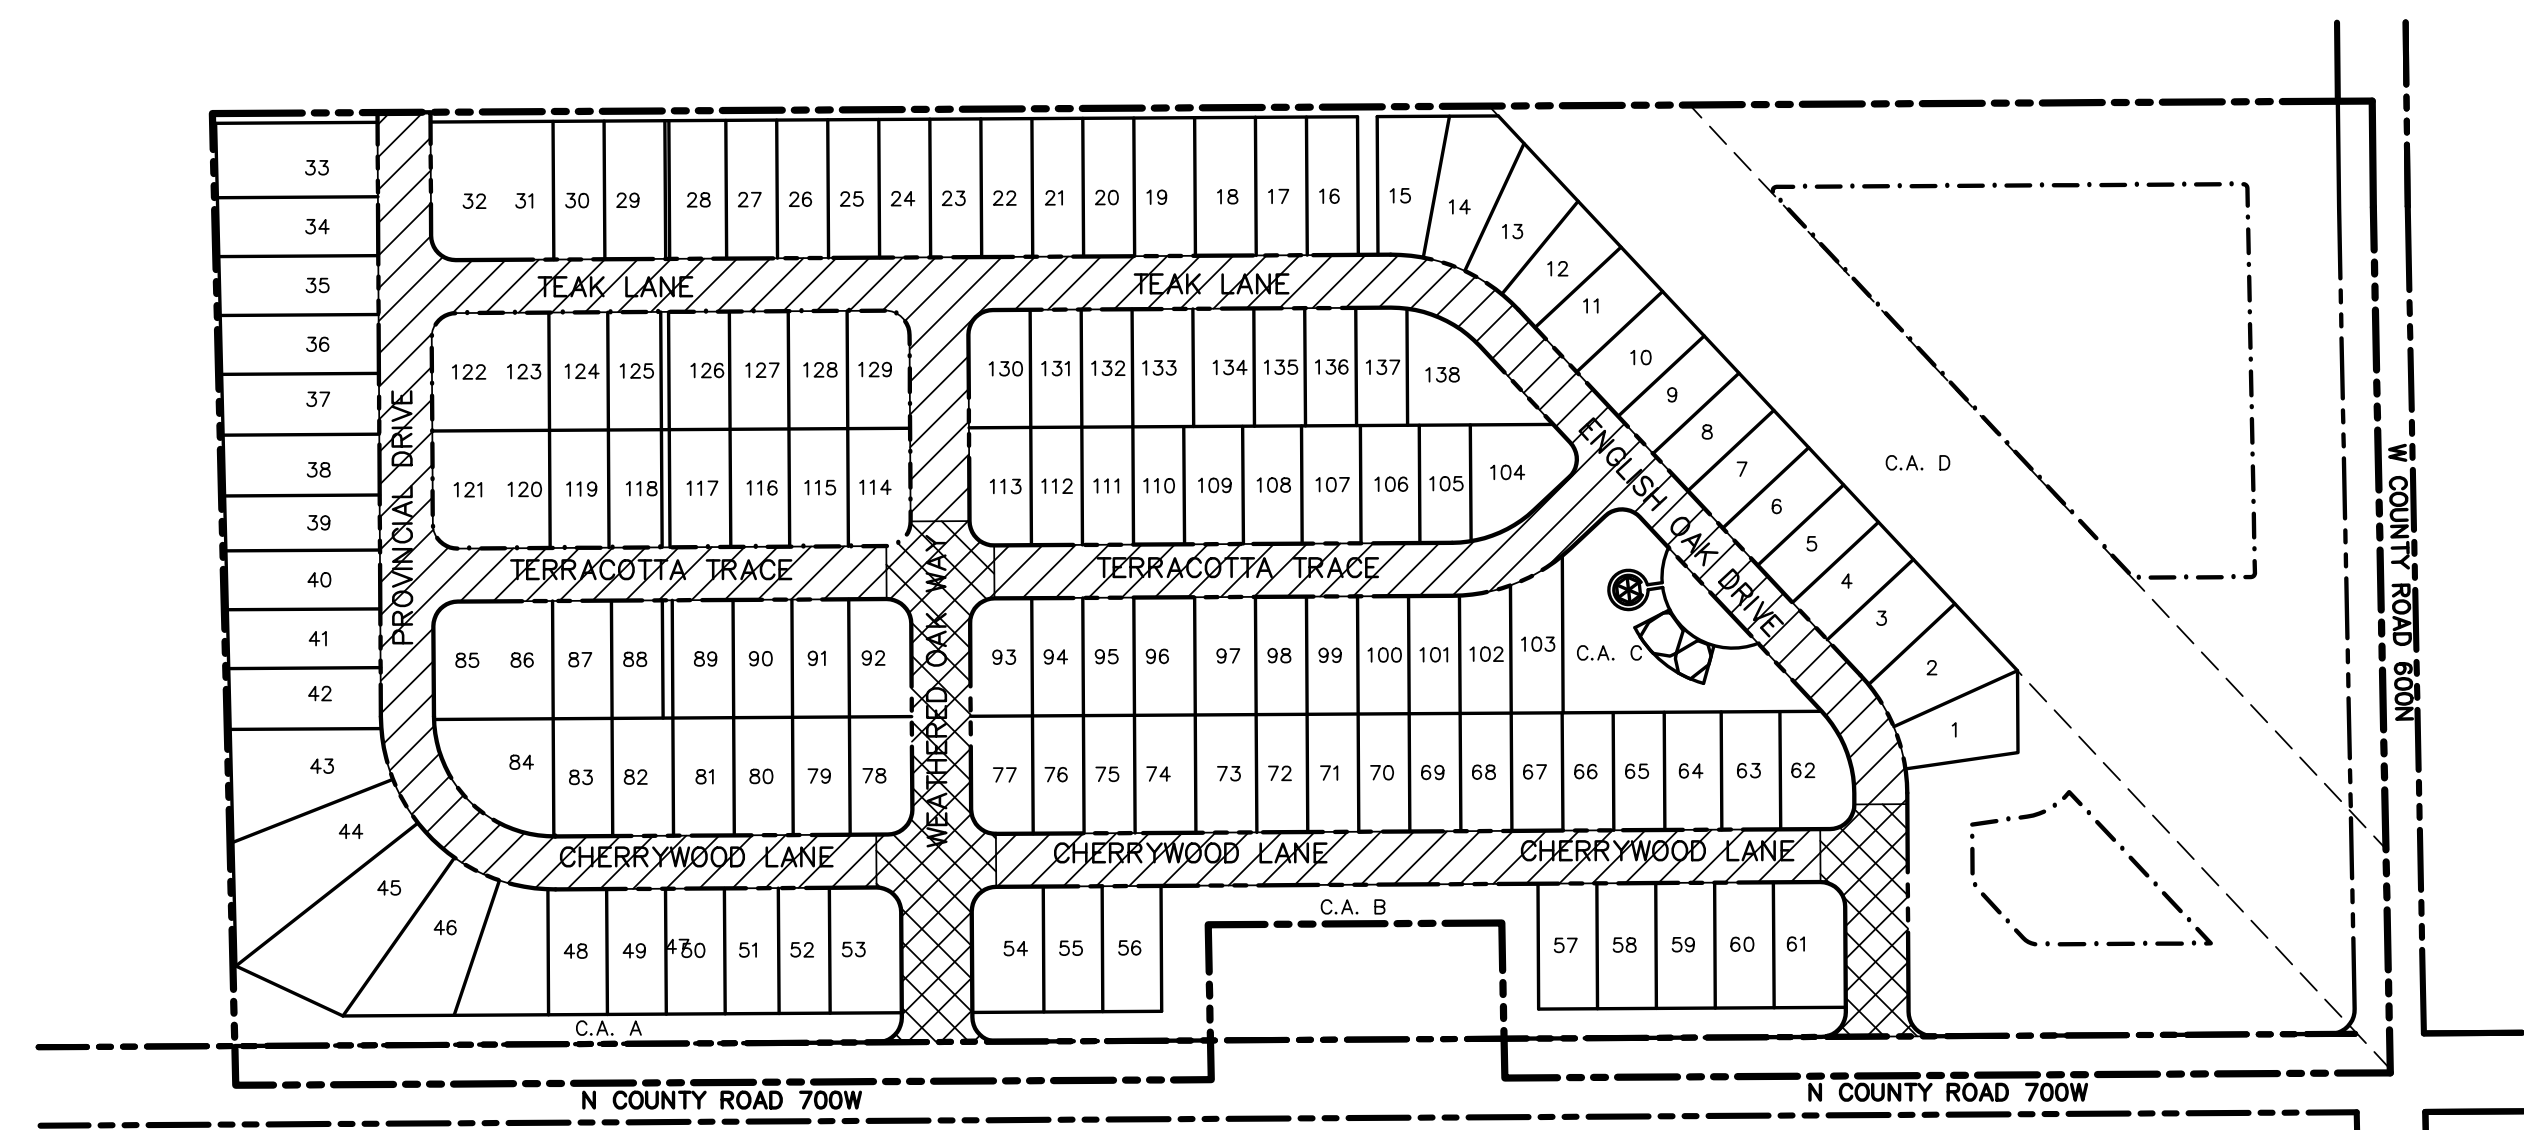 33
34
35
36
37
38
39
40
41
42
43
44
45
46
32 31 30 29 28 27 26 25 24 23 22 21 20 19 18 17 16 15 14 13 12 11 10 9 8 7 6 5 4 3 2 1
TEAK LANE
TEAK LANE
122 123 124 125 126 127 128 129
130 131 132 133 134 135 136 137 138
121 120 119 118 117 116 115 114
113 112 111 110 109 108 107 106 105 104
PROVINCIAL DRIVE
WEATHERED OAK WAY
ENGLISH OAK DRIVE
C.A. D
W COUNTY ROAD 600N
TERRACOTTA TRACE
TERRACOTTA TRACE
85 86 87 88 89 90 91 92
93 94 95 96 97 98 99 100 101 102 103
C.A. C
84 83 82 81 80 79 78
77 76 75 74 73 72 71 70 69 68 67 66 65 64 63 62
CHERRYWOOD LANE
CHERRYWOOD LANE
CHERRYWOOD LANE
C.A. B
48 49 47 50 51 52 53
54 55 56
57 58 59 60 61
C.A. A
N COUNTY ROAD 700W
N COUNTY ROAD 700W